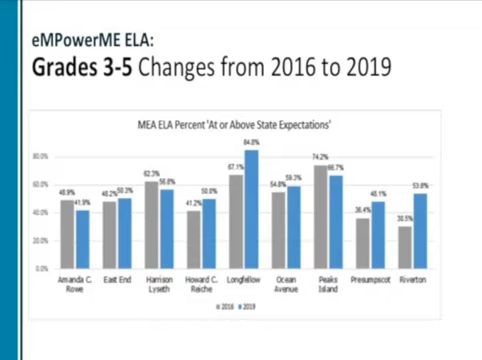 eMPowerME ELA:
Grades 3-5 Changes from 2016 to 2019
MEA ELA Percent 'At or Above State Expectations'
80.0%
60.0%
40.0%
20.0%
0.0%
48.9% 41.9%
48.2% 50.3%
62.3% 56.8%
41.2% 50.0%
67.1% 84.8%
54.8% 59.3%
74.2% 66.7%
36.4% 48.1%
30.5% 53.8%
Amanda C. Rowe
East End
Harrison Lyseth
Howard C. Reiche
Longfellow
Ocean Avenue
Peaks Island
Presumpscot
Riverton
2016 2019